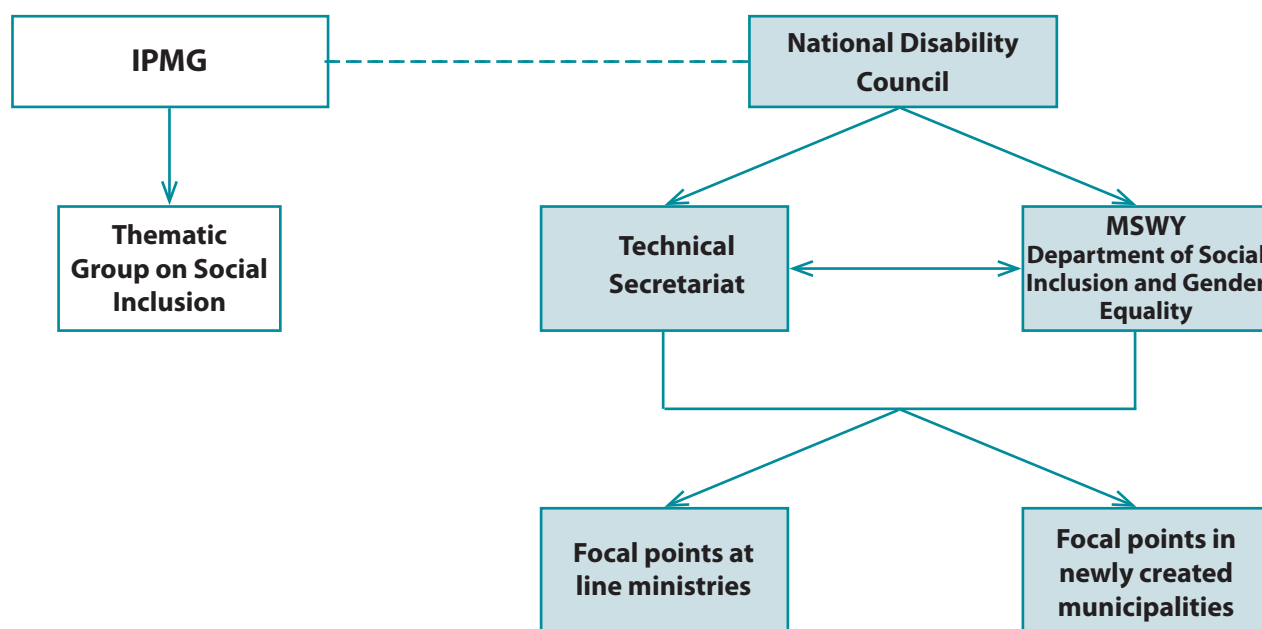 IPMG
National Disability
Council
Thematic
Group on Social
Inclusion
Technical
Secretariat
MSWY
Department of Social
Inclusion and Gender
Equality
Focal points at
line ministries
Focal points in
newly created
municipalities